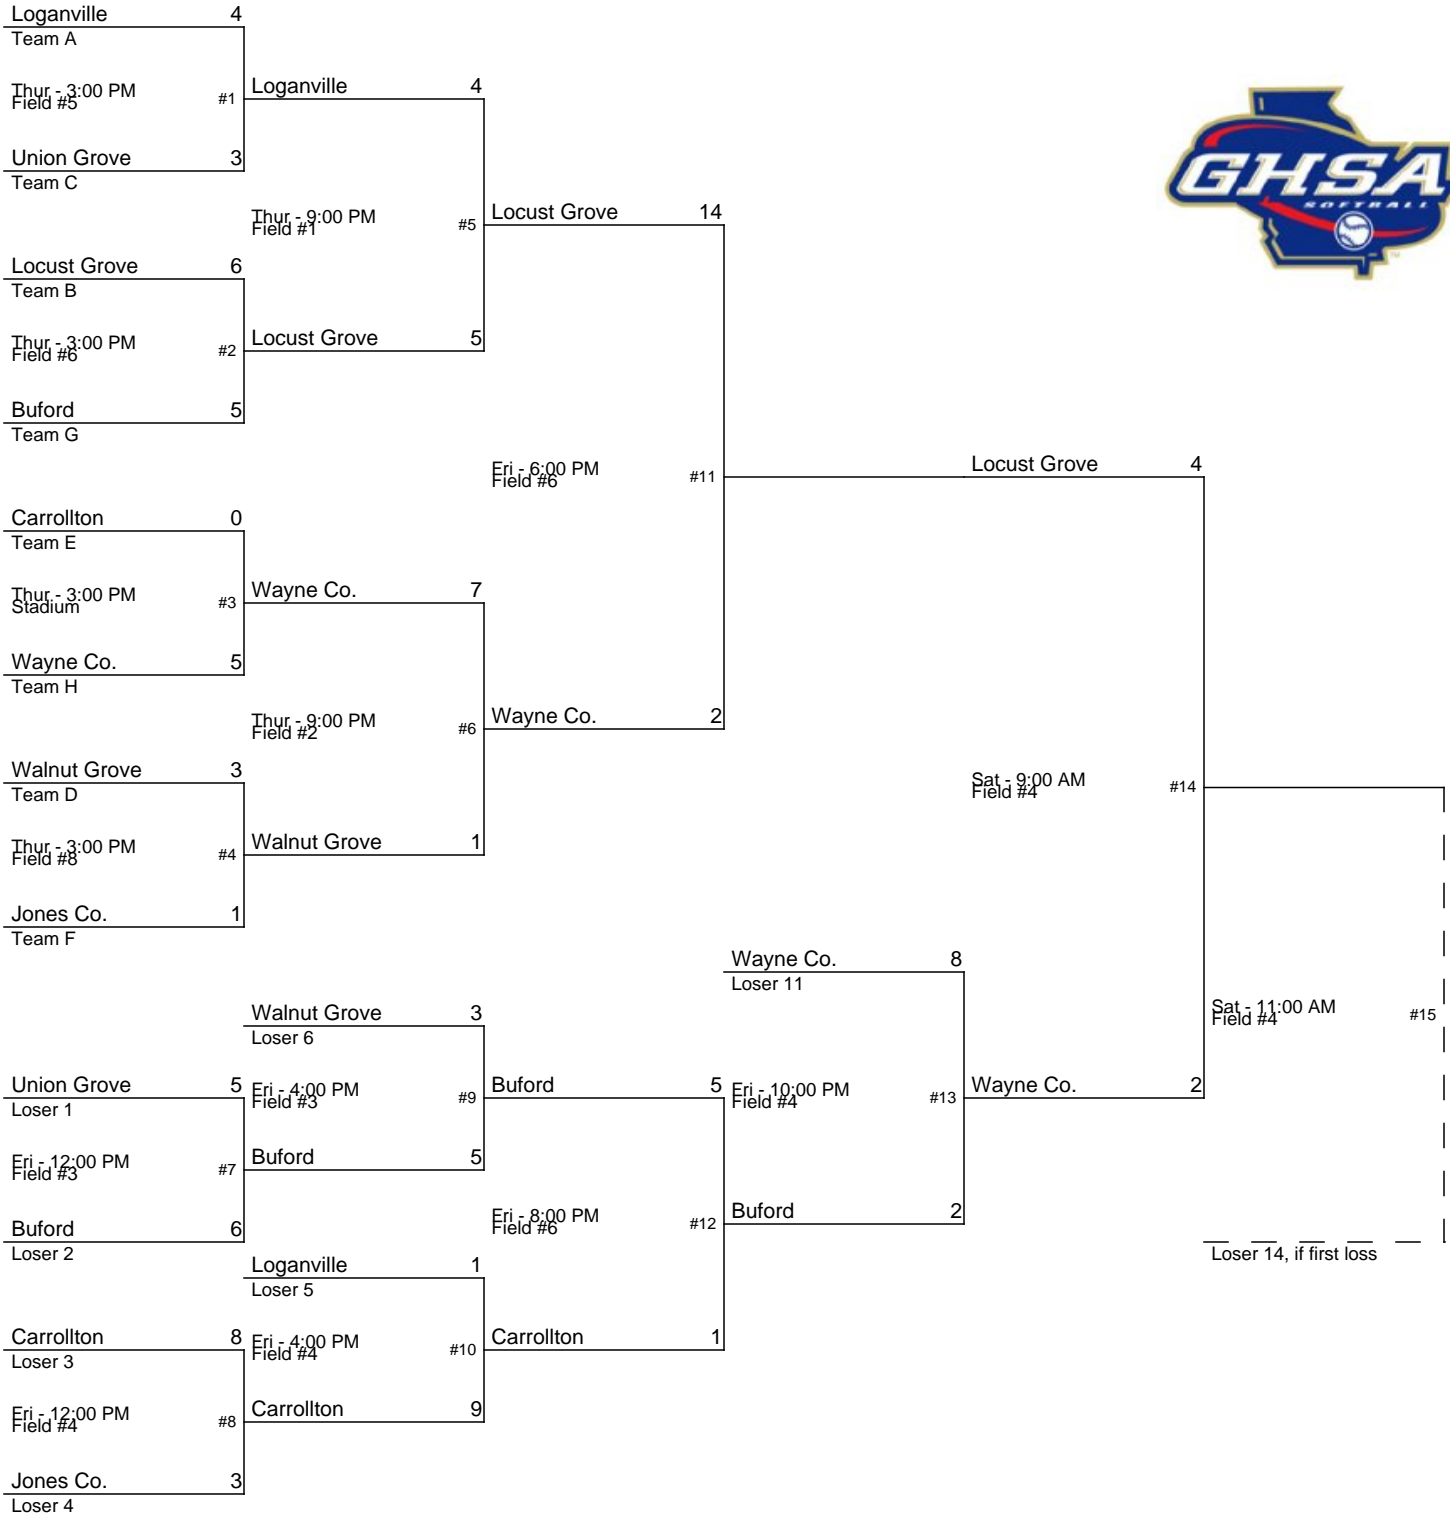 Loganville 4
Team A
Thur - 3:00 PM
Field #5
#1
Union Grove 3
Team C
Loganville 4
Thur - 9:00 PM
Field #1
#5
Locust Grove 6
Team B
Thur - 3:00 PM
Field #6
#2
Buford 5
Team G
Locust Grove 5
Locust Grove 14
Fri - 6:00 PM
Field #6
#11
Carrollton 0
Team E
Thur - 3:00 PM
Stadium
#3
Wayne Co. 5
Team H
Wayne Co. 7
Thur - 9:00 PM
Field #2
#6
Wayne Co. 2
Walnut Grove 3
Team D
Thur - 3:00 PM
Field #8
#4
Jones Co. 1
Team F
Walnut Grove 1
GHSA
SOFTBALL
TM
Locust Grove 4
Sat - 9:00 AM
Field #4
#14
Wayne Co. 2
Wayne Co. 8
Loser 11
Fri - 10:00 PM
Field #4
#13
Buford 2
Walnut Grove 3
Loser 6
Fri - 4:00 PM
Field #3
#9
Buford 5
Union Grove 5
Loser 1
Fri - 12:00 PM
Field #3
#7
Buford 6
Loser 2
Buford 5
Fri - 8:00 PM
Field #6
#12
Carrollton 1
Loganville 1
Loser 5
Fri - 4:00 PM
Field #4
#10
Carrollton 9
Carrollton 8
Loser 3
Fri - 12:00 PM
Field #4
#8
Jones Co. 3
Loser 4
Sat - 11:00 AM
Field #4
#15
Loser 14, if first loss